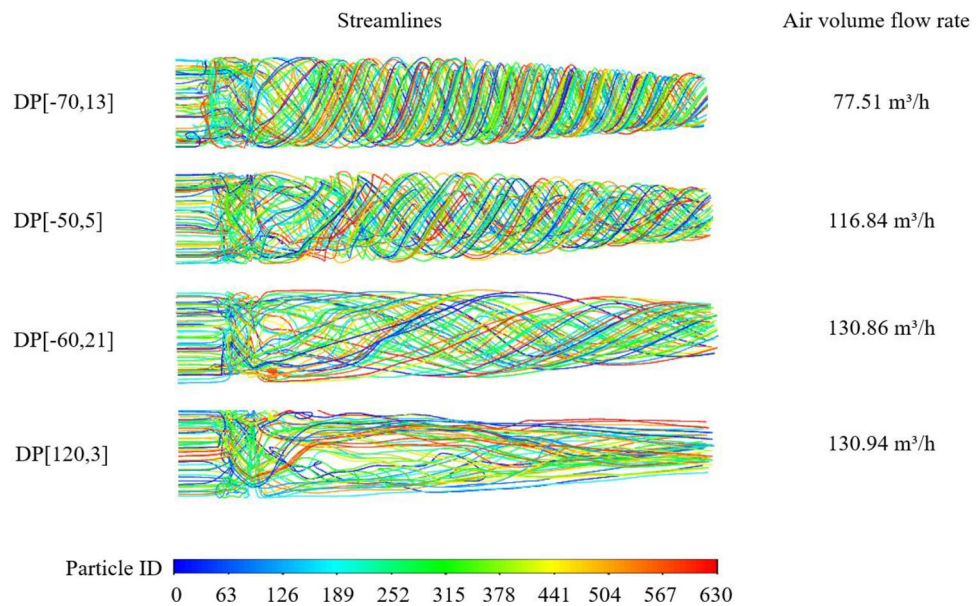 Streamlines Air volume flow rate
DP[-70,13] 77.51 m³/h
DP[-50,5] 116.84 m³/h
DP[-60,21] 130.86 m³/h
DP[120,3] 130.94 m³/h
Particle ID
0 63 126 189 252 315 378 441 504 567 630